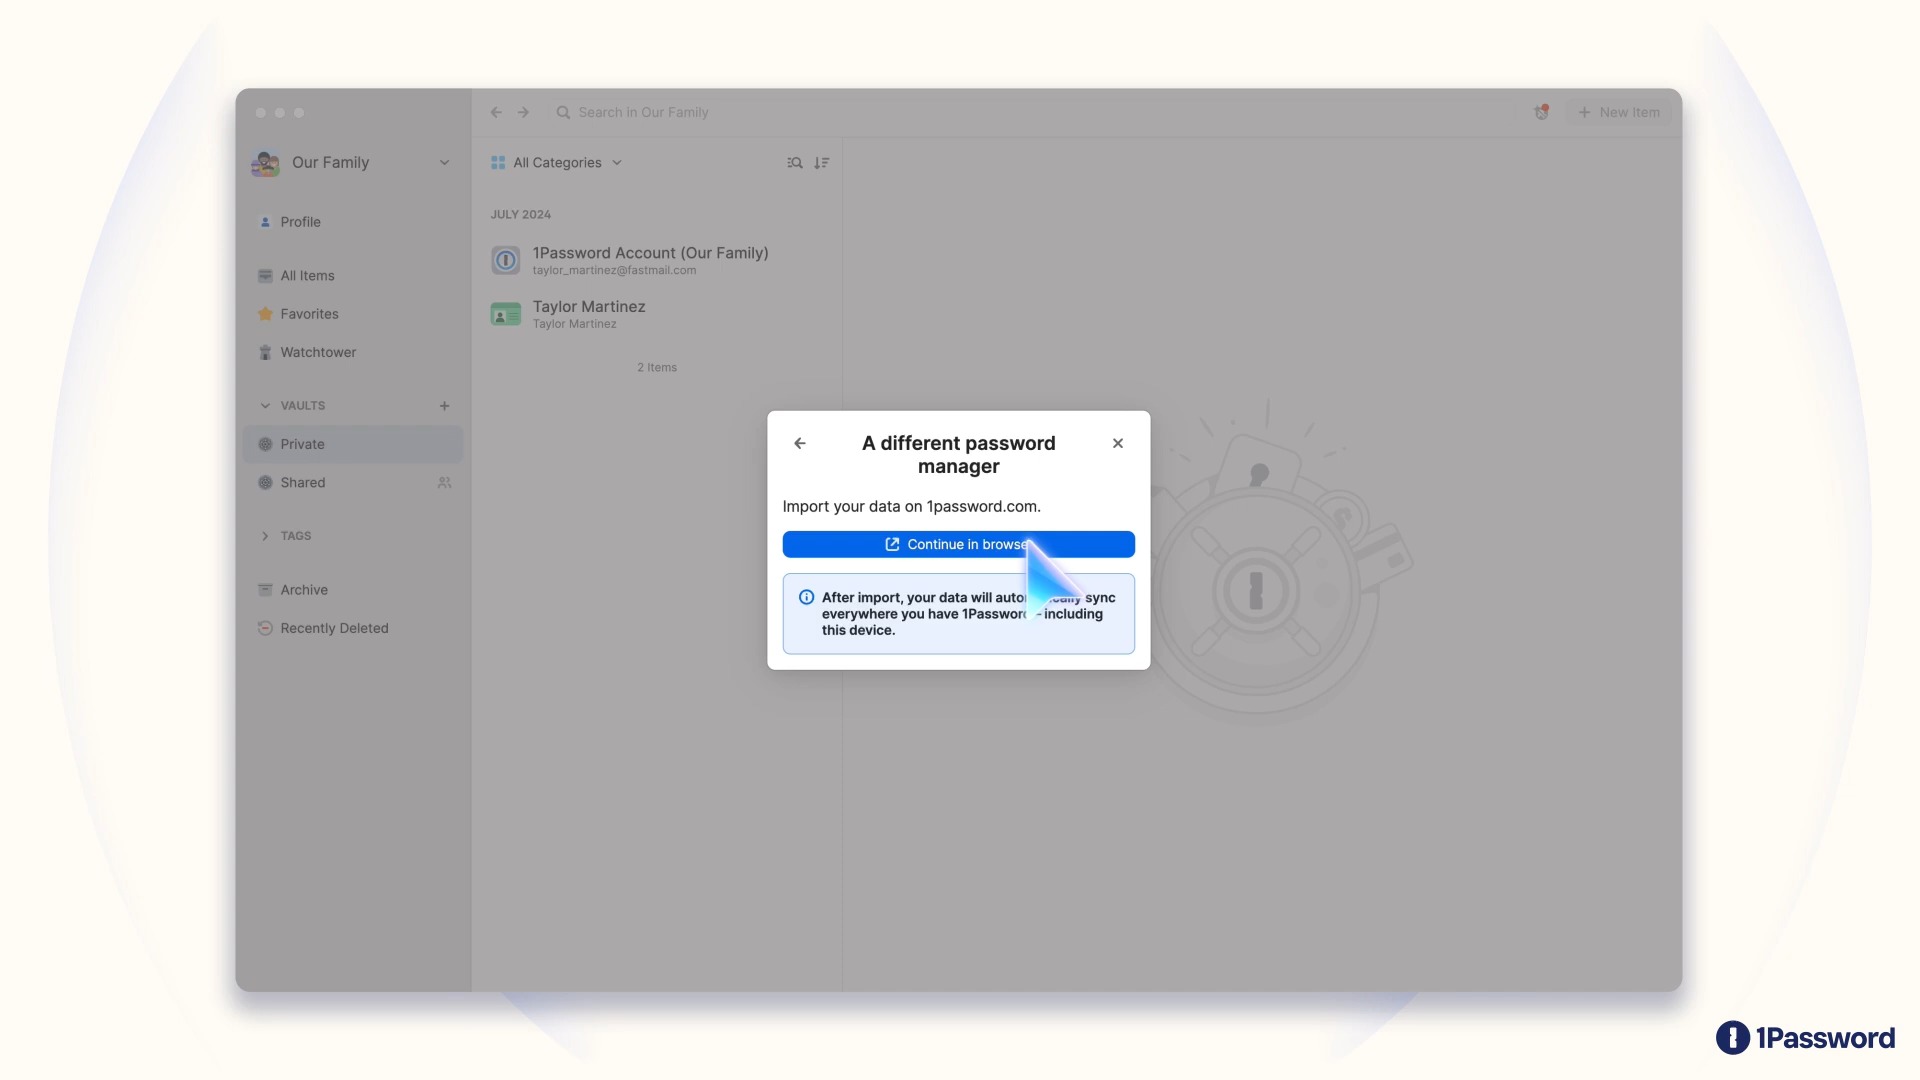 Search in Our Family
New Item
Our Family
All Categories
Profile
All Items
Favorites
Watchtower
VAULTS
Private
Shared
TAGS
Archive
Recently Deleted
JULY 2024
1Password Account (Our Family)
taylor_martinez@fastmail.com
Taylor Martinez
Taylor Martinez
2 Items
A different password
manager
Import your data on 1password.com.
Continue in browse
After import, your data will automatically sync
everywhere you have 1Password - including
this device.
1Password